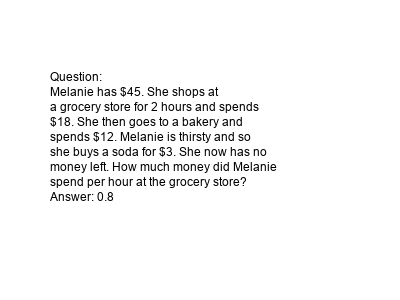 Question:
Melanie has $45. She shops at
a grocery store for 2 hours and spends
$18. She then goes to a bakery and
spends $12. Melanie is thirsty and so
she buys a soda for $3. She now has no
money left. How much money did Melanie
spend per hour at the grocery store?
Answer: 0.8